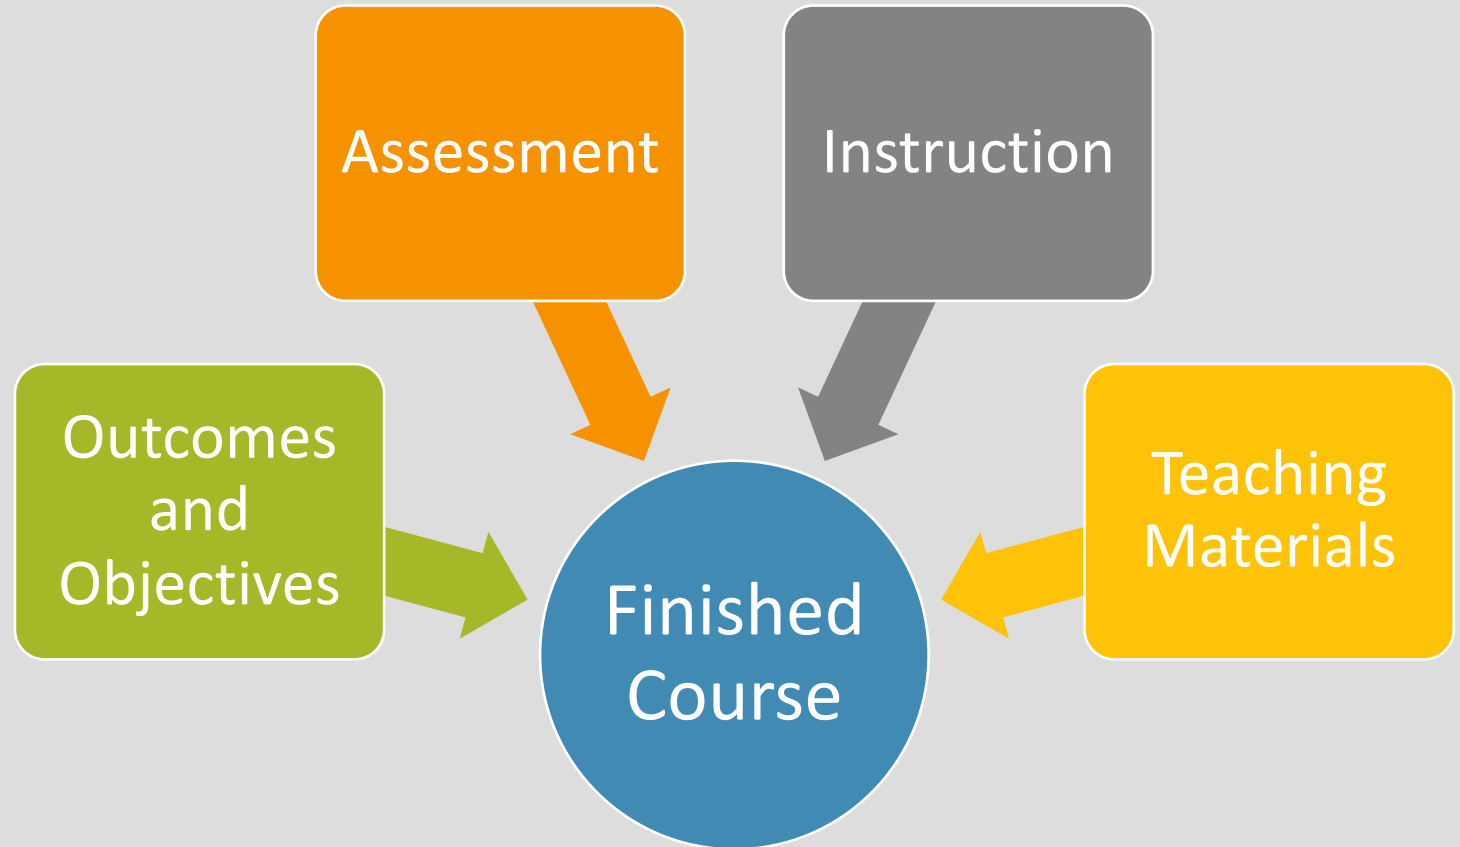 Assessment
Instruction
Outcomes
and
Objectives
Teaching
Materials
Finished
Course